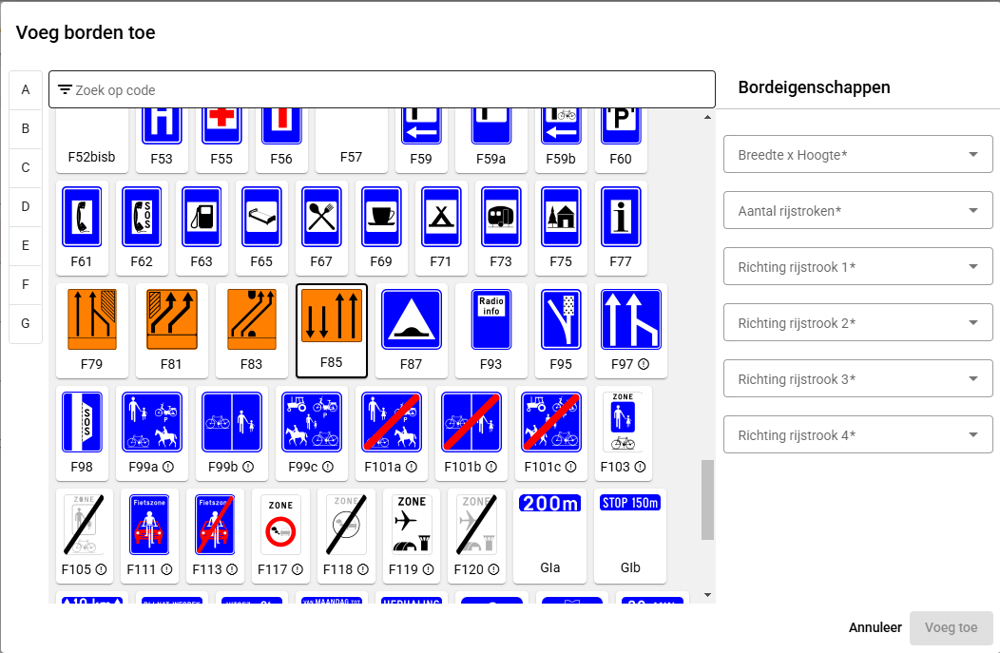 Voeg borden toe
A
B
C
D
E
F
G
Zoek op code
F52bisb
F53
F55
F56
F57
F59
F59a
F59b
F60
SOS
F61
F62
F63
F65
F67
F69
F71
F73
F75
F77
Radio
info
F79
F81
F83
F85
F87
F93
F95
F97
SOS
P
P
P
P
ZONE
F98
F99a
F99b
F99c
F101a
F101b
F101c
F103
ZONE
Fietszone
Fietszone
ZONE
ZONE
ZONE
ZONE
200m
STOP 150m
F105
F111
F113
F117
F118
F119
F120
GIa
GIb
VAN MAANDAG TOT
HERHALING
Bordeigenschappen
Breedte x Hoogte*
Aantal rijstroken*
Richting rijstrook 1*
Richting rijstrook 2*
Richting rijstrook 3*
Richting rijstrook 4*
Annuleer
Voeg toe